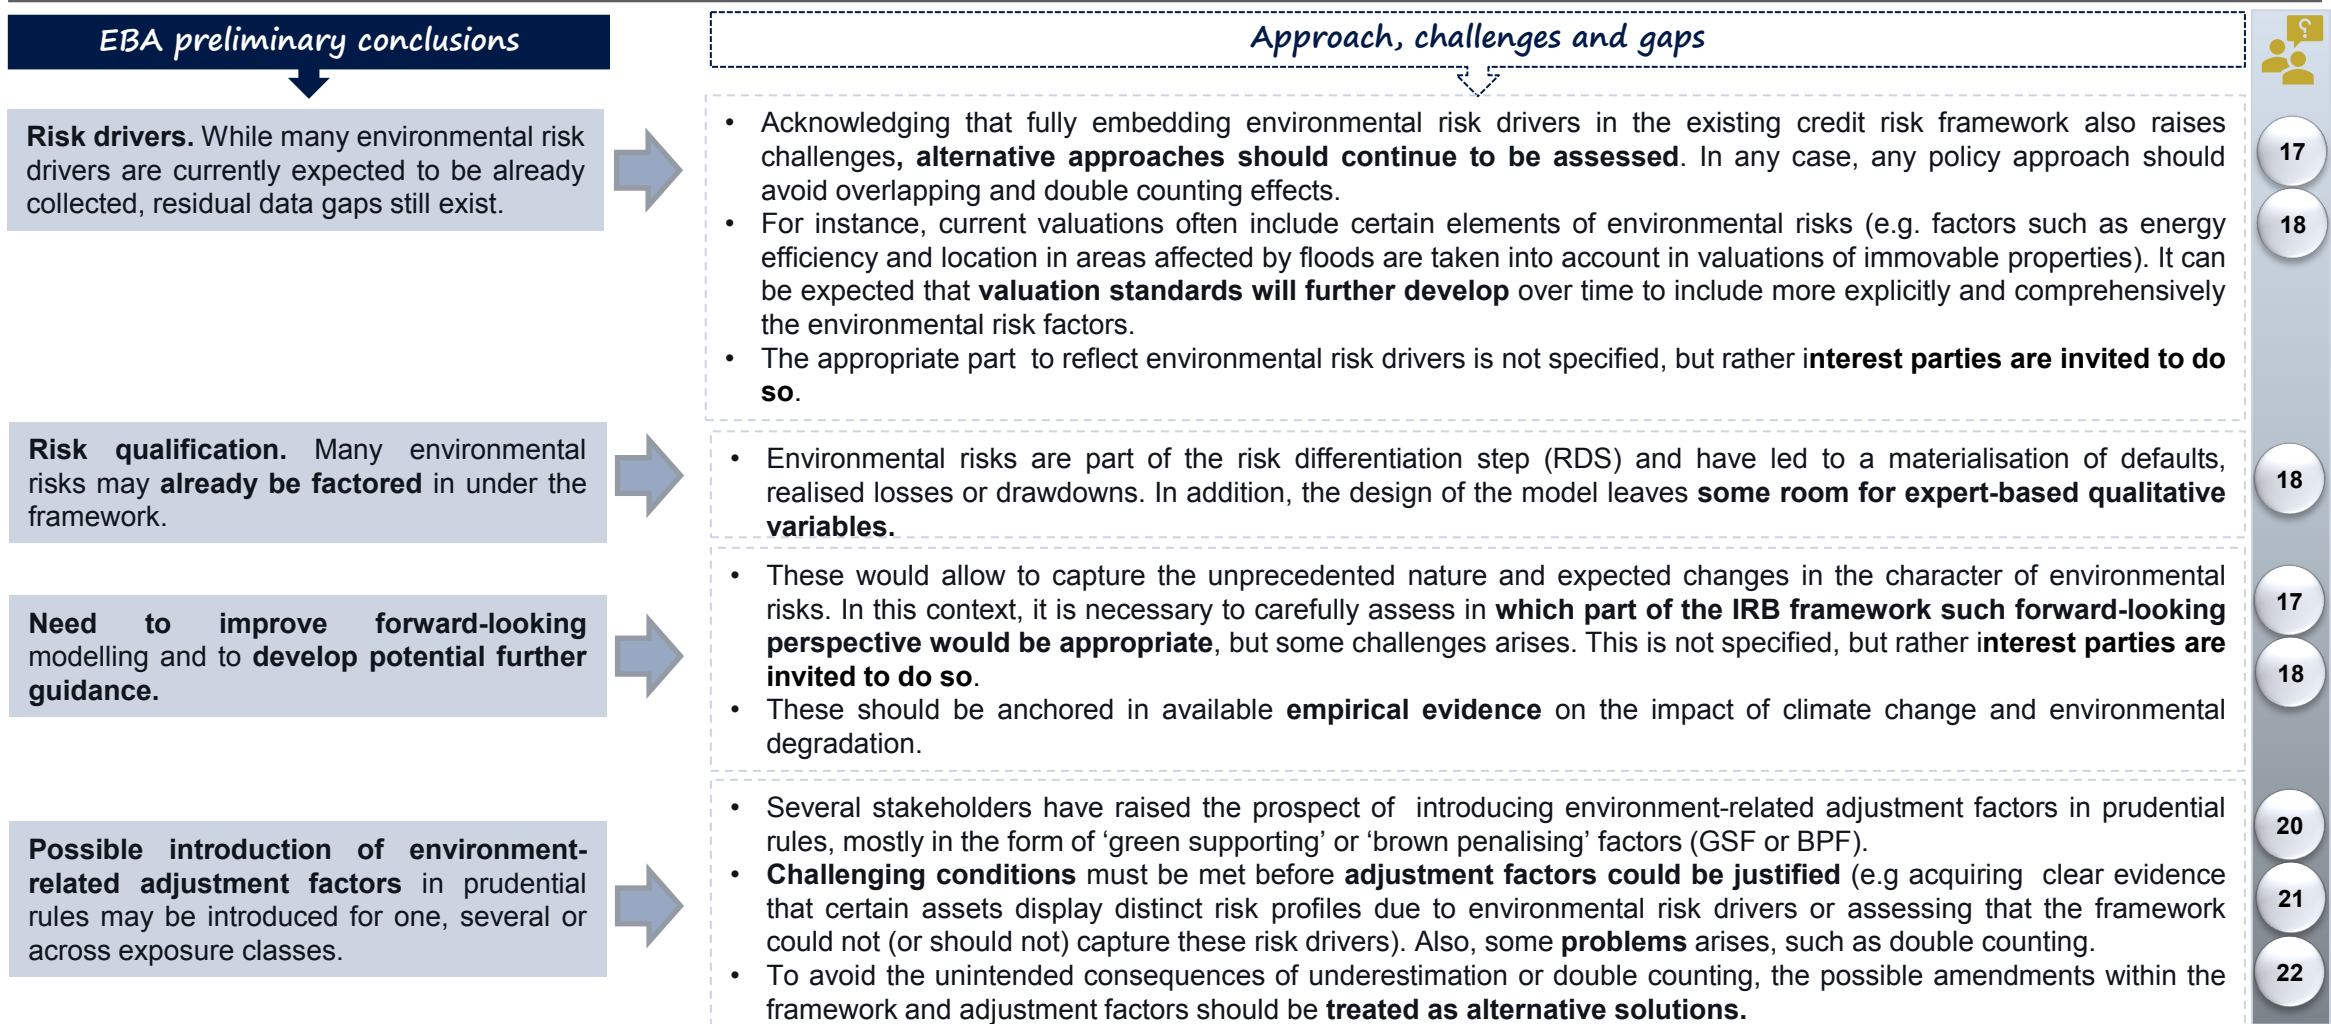 EBA preliminary conclusions
Approach, challenges and gaps
Risk drivers. While many environmental risk
drivers are currently expected to be already
collected, residual data gaps still exist.
• Acknowledging that fully embedding environmental risk drivers in the existing credit risk framework also raises
challenges, alternative approaches should continue to be assessed. In any case, any policy approach should
avoid overlapping and double counting effects.
• For instance, current valuations often include certain elements of environmental risks (e.g. factors such as energy
efficiency and location in areas affected by floods are taken into account in valuations of immovable properties). It can
be expected that valuation standards will further develop over time to include more explicitly and comprehensively
the environmental risk factors.
• The appropriate part to reflect environmental risk drivers is not specified, but rather interest parties are invited to do
so.
17
18
Risk qualification. Many environmental
risks may already be factored in under the
framework.
• Environmental risks are part of the risk differentiation step (RDS) and have led to a materialisation of defaults,
realised losses or drawdowns. In addition, the design of the model leaves some room for expert-based qualitative
variables.
18
Need to improve forward-looking
modelling and to develop potential further
guidance.
• These would allow to capture the unprecedented nature and expected changes in the character of environmental
risks. In this context, it is necessary to carefully assess in which part of the IRB framework such forward-looking
perspective would be appropriate, but some challenges arises. This is not specified, but rather interest parties are
invited to do so.
• These should be anchored in available empirical evidence on the impact of climate change and environmental
degradation.
17
18
Possible introduction of environment-
related adjustment factors in prudential
rules may be introduced for one, several or
across exposure classes.
• Several stakeholders have raised the prospect of introducing environment-related adjustment factors in prudential
rules, mostly in the form of ‘green supporting’ or ‘brown penalising’ factors (GSF or BPF).
• Challenging conditions must be met before adjustment factors could be justified (e.g acquiring clear evidence
that certain assets display distinct risk profiles due to environmental risk drivers or assessing that the framework
could not (or should not) capture these risk drivers). Also, some problems arises, such as double counting.
• To avoid the unintended consequences of underestimation or double counting, the possible amendments within the
framework and adjustment factors should be treated as alternative solutions.
20
21
22